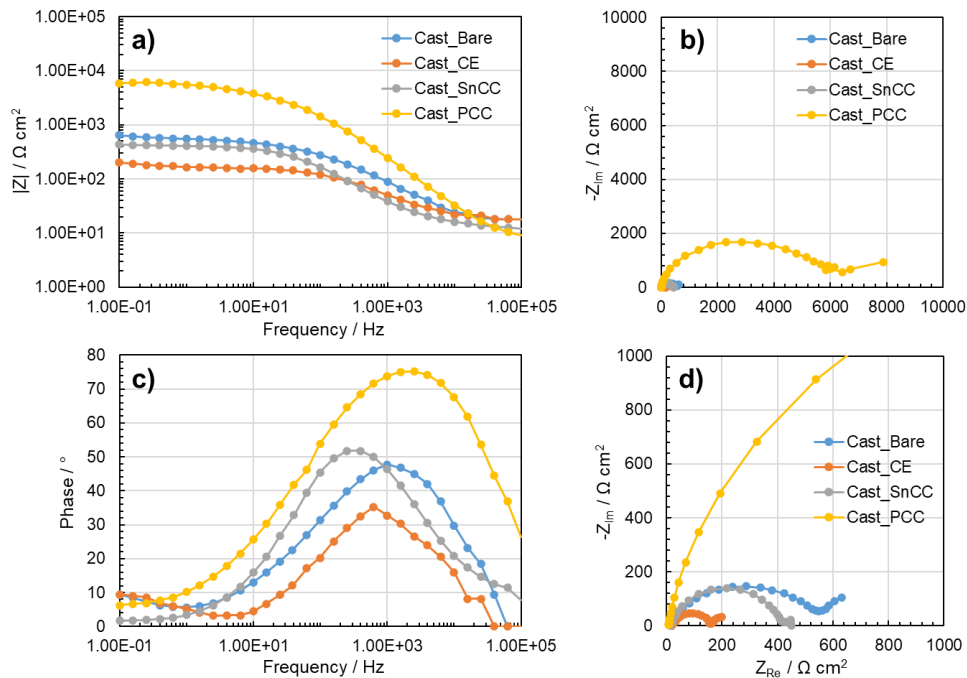 a)
1.00E+05
1.00E+04
1.00E+03
1.00E+02
1.00E+01
1.00E+00
|Z| / Ω cm2
1.00E-01
1.00E+01
1.00E+03
1.00E+05
Frequency / Hz
Cast_Bare
Cast_CE
Cast_SnCC
Cast_PCC
b)
10000
8000
6000
4000
2000
0
-ZIm / Ω cm2
0
2000
4000
6000
8000
10000
Cast_Bare
Cast_CE
Cast_SnCC
Cast_PCC
c)
80
70
60
50
40
30
20
10
0
Phase / °
1.00E-01
1.00E+01
1.00E+03
1.00E+05
Frequency / Hz
d)
1000
800
600
400
200
0
-ZIm / Ω cm2
0
200
400
600
800
1000
ZRe / Ω cm2
Cast_Bare
Cast_CE
Cast_SnCC
Cast_PCC